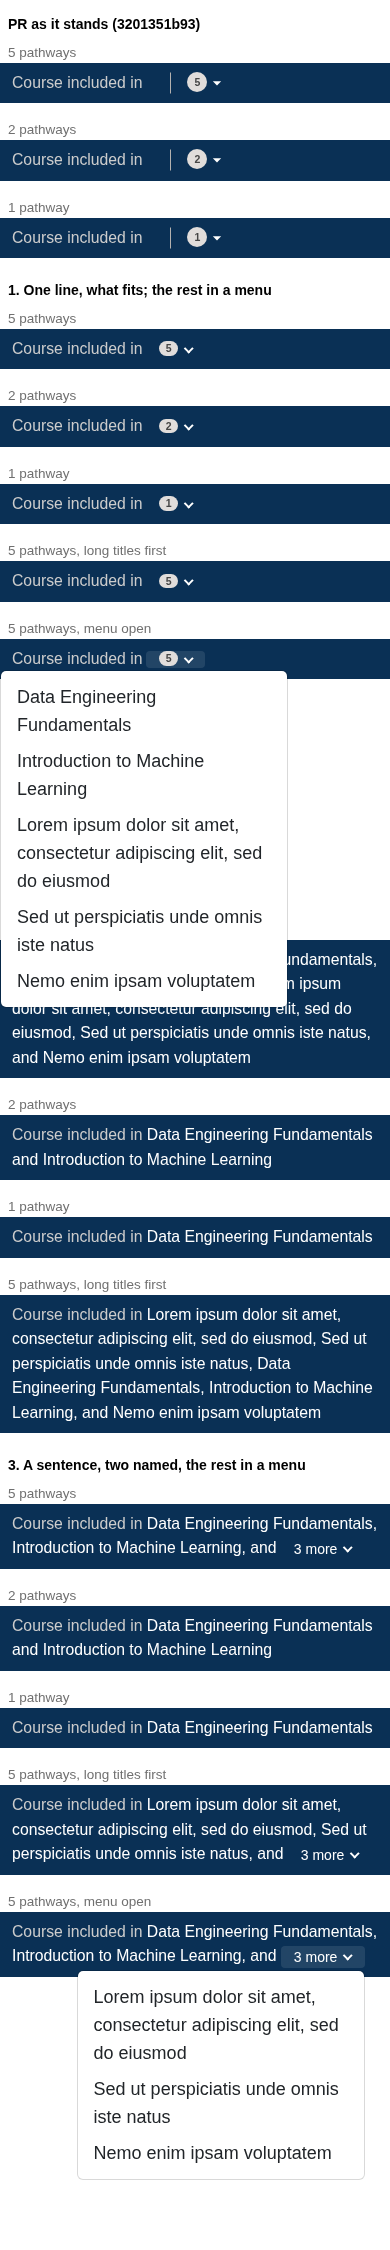 PR as it stands (3201351b93)
5 pathways
Course included in 5
2 pathways
Course included in 2
1 pathway
Course included in 1
1. One line, what fits; the rest in a menu
5 pathways
Course included in 5
2 pathways
Course included in 2
1 pathway
Course included in 1
5 pathways, long titles first
Course included in 5
5 pathways, menu open
Course included in 5
Data Engineering
Fundamentals
Introduction to Machine
Learning
Lorem ipsum dolor sit amet,
consectetur adipiscing elit, sed
do eiusmod
Sed ut perspiciatis unde omnis
iste natus
Nemo enim ipsam voluptatem
ipsum
dolor sit amet, consectetur adipiscing elit, sed do
eiusmod, Sed ut perspiciatis unde omnis iste natus,
and Nemo enim ipsam voluptatem
2 pathways
Course included in Data Engineering Fundamentals
and Introduction to Machine Learning
1 pathway
Course included in Data Engineering Fundamentals
5 pathways, long titles first
Course included in Lorem ipsum dolor sit amet,
consectetur adipiscing elit, sed do eiusmod, Sed ut
perspiciatis unde omnis iste natus, Data
Engineering Fundamentals, Introduction to Machine
Learning, and Nemo enim ipsam voluptatem
3. A sentence, two named, the rest in a menu
5 pathways
Course included in Data Engineering Fundamentals,
Introduction to Machine Learning, and 3 more
2 pathways
Course included in Data Engineering Fundamentals
and Introduction to Machine Learning
1 pathway
Course included in Data Engineering Fundamentals
5 pathways, long titles first
Course included in Lorem ipsum dolor sit amet,
consectetur adipiscing elit, sed do eiusmod, Sed ut
perspiciatis unde omnis iste natus, and 3 more
5 pathways, menu open
Course included in Data Engineering Fundamentals,
Introduction to Machine Learning, and 3 more
Lorem ipsum dolor sit amet,
consectetur adipiscing elit, sed
do eiusmod
Sed ut perspiciatis unde omnis
iste natus
Nemo enim ipsam voluptatem